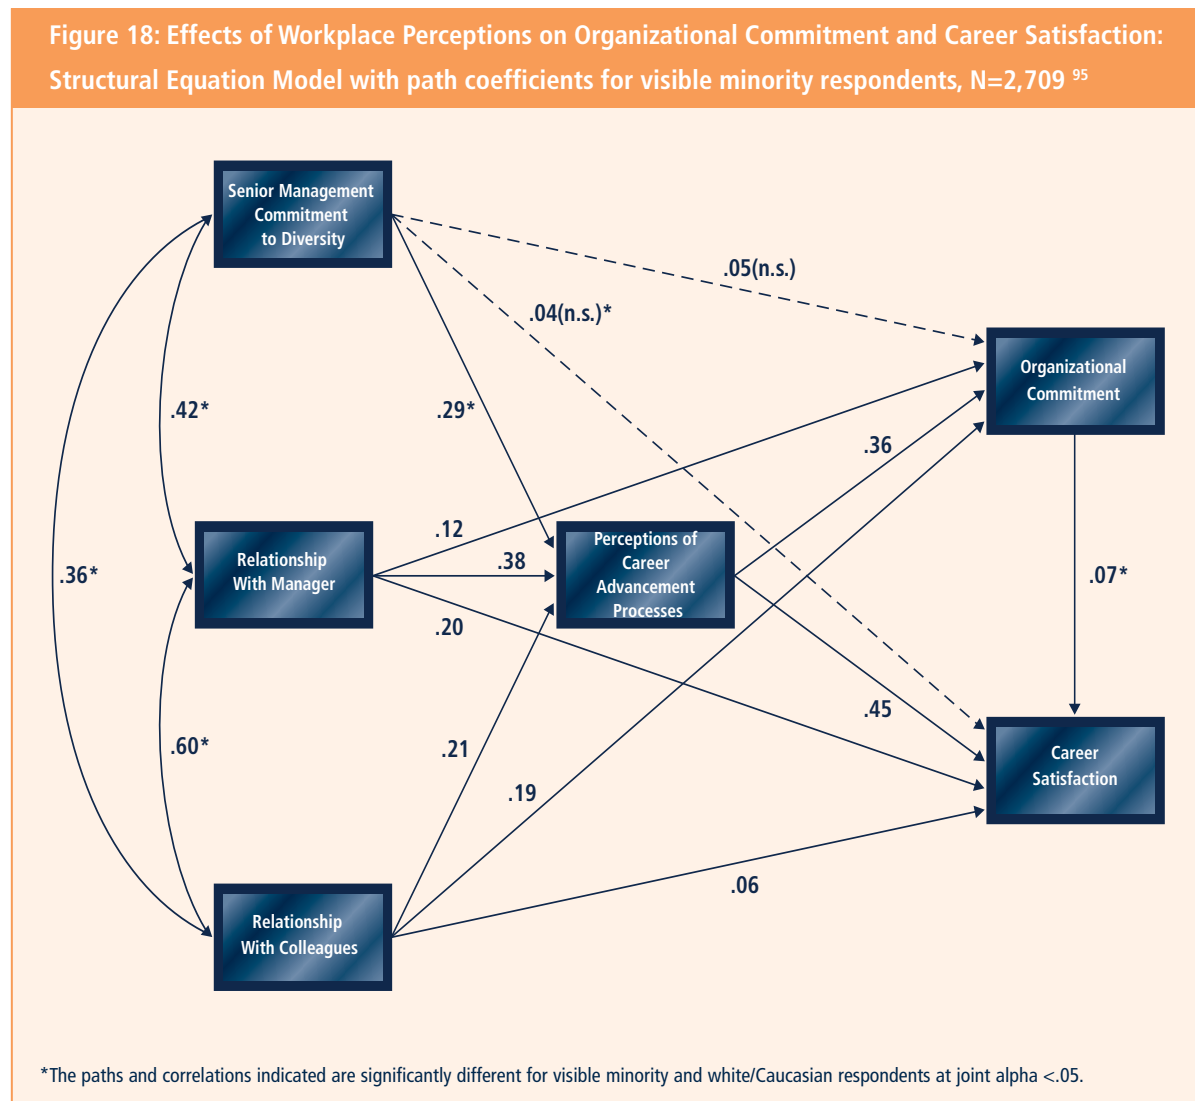 Figure 18: Effects of Workplace Perceptions on Organizational Commitment and Career Satisfaction:
Structural Equation Model with path coefficients for visible minority respondents, N=2,709 95
Senior Management
Commitment
to Diversity
.05(n.s.)
.04(n.s.)*
Organizational
Commitment
.42*
.29*
.36
.12
Relationship
With Manager
.38
Perceptions of
Career
Advancement
Processes
.36*
.07*
.20
.45
.60*
.21
.19
Career
Satisfaction
.06
Relationship
With Colleagues
*The paths and correlations indicated are significantly different for visible minority and white/Caucasian respondents at joint alpha <.05.